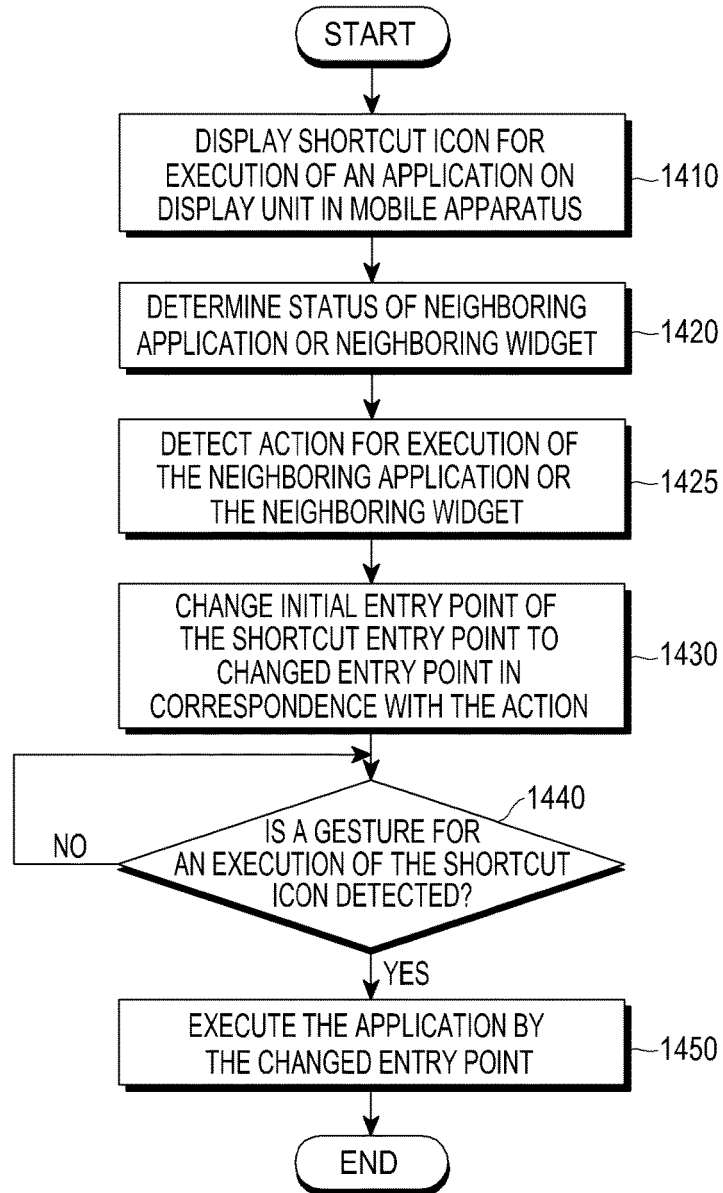 START
DISPLAY SHORTCUT ICON FOR
EXECUTION OF AN APPLICATION ON
DISPLAY UNIT IN MOBILE APPARATUS
1410
DETERMINE STATUS OF NEIGHBORING
APPLICATION OR NEIGHBORING WIDGET
1420
DETECT ACTION FOR EXECUTION OF
THE NEIGHBORING APPLICATION OR
THE NEIGHBORING WIDGET
1425
CHANGE INITIAL ENTRY POINT OF
THE SHORTCUT ENTRY POINT TO
CHANGED ENTRY POINT IN
CORRESPONDENCE WITH THE ACTION
1430
1440
IS A GESTURE FOR
AN EXECUTION OF THE SHORTCUT
ICON DETECTED?
NO
YES
EXECUTE THE APPLICATION BY
THE CHANGED ENTRY POINT
1450
END